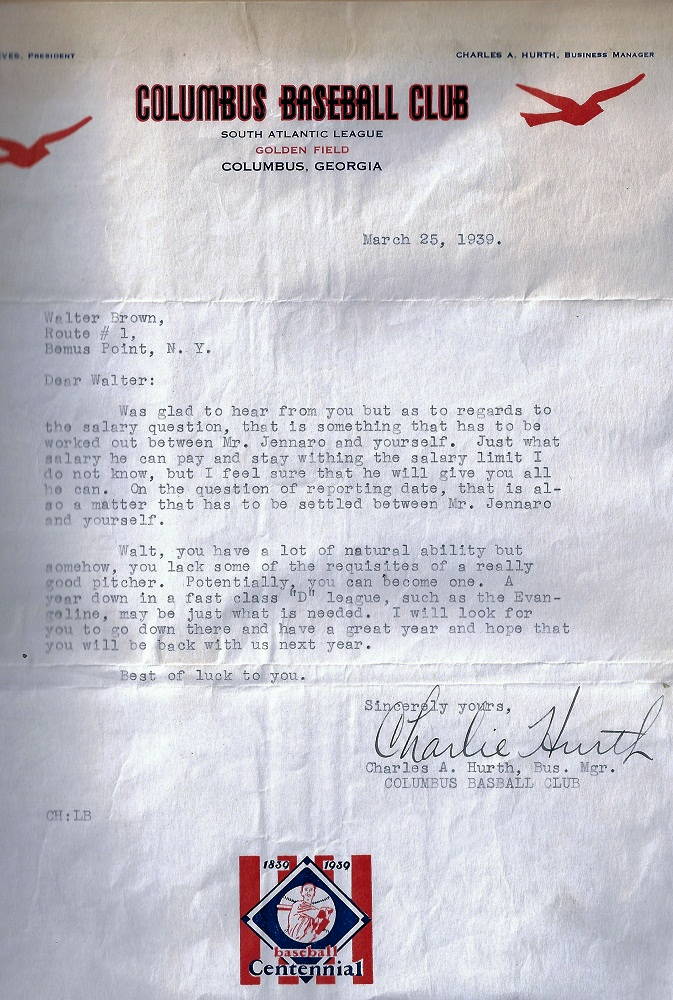 PRESIDENT
CHARLES A. HURTH, BUSINESS MANAGER
COLUMBUS BASEBALL CLUB
SOUTH ATLANTIC LEAGUE
GOLDEN FIELD
COLUMBUS, GEORGIA
March 25, 1939.
Walter Brown,
Route # 1,
Bemus Point, N. Y.
Dear Walter:
Was glad to hear from you but as to regards to
the salary question, that is something that has to be
worked out between Mr. Jennaro and yourself. Just what
salary he can pay and stay withing the salary limit I
do not know, but I feel sure that he will give you all
he can. On the question of reporting date, that is al-
so a matter that has to be settled between Mr. Jennaro
and yourself.
Walt, you have a lot of natural ability but
somehow, you lack some of the requisites of a really
good pitcher. Potentially, you can become one. A
year down in a fast class "D" league, such as the Evan-
geline, may be just what is needed. I will look for
you to go down there and have a great year and hope that
you will be back with us next year.
Best of luck to you.
Sincerely yours,
Charlie Hurth
Charles A. Hurth, Bus. Mgr.
COLUMBUS BASBALL CLUB
CH:LB
1839 1939
baseball
Centennial